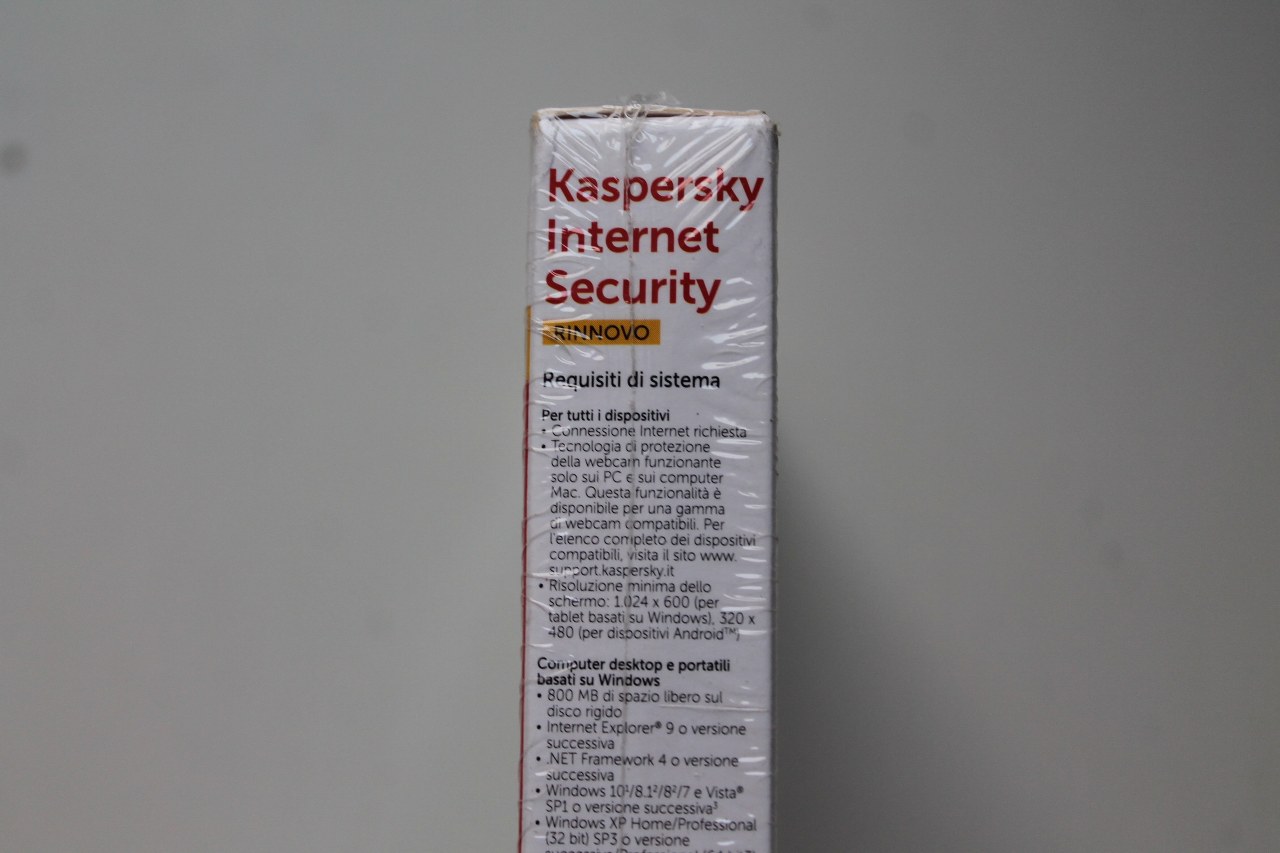 Kaspersky
Internet
Security
RINNOVO
Requisiti di sistema
Per tutti i dispositivi
• Connessione Internet richiesta
• Tecnologia di protezione
della webcam funzionante
solo sui PC e sui computer
Mac. Questa funzionalità è
disponibile per una gamma
di webcam compatibili. Per
l'elenco completo dei dispositivi
compatibili, visita il sito www.
support.kaspersky.it
• Risoluzione minima dello
schermo: 1.024 x 600 (per
tablet basati su Windows), 320 x
480 (per dispositivi Android™)
Computer desktop e portatili
basati su Windows
• 800 MB di spazio libero sul
disco rigido
• Internet Explorer® 9 o versione
successiva
• .NET Framework 4 o versione
successiva
• Windows 10¹/8.1²/8²/7 e Vista®
SP1 o versione successiva³
• Windows XP Home/Professional
(32 bit) SP3 o versione